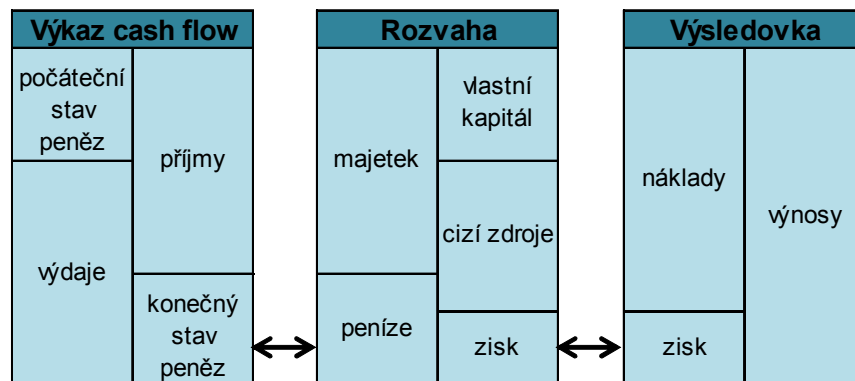 Výkaz cash flow
počáteční
stav
peněz
příjmy
výdaje
konečný
stav
peněz
Rozvaha
majetek
vlastní
kapitál
cizí zdroje
peníze
zisk
Výsledovka
náklady
výnosy
zisk